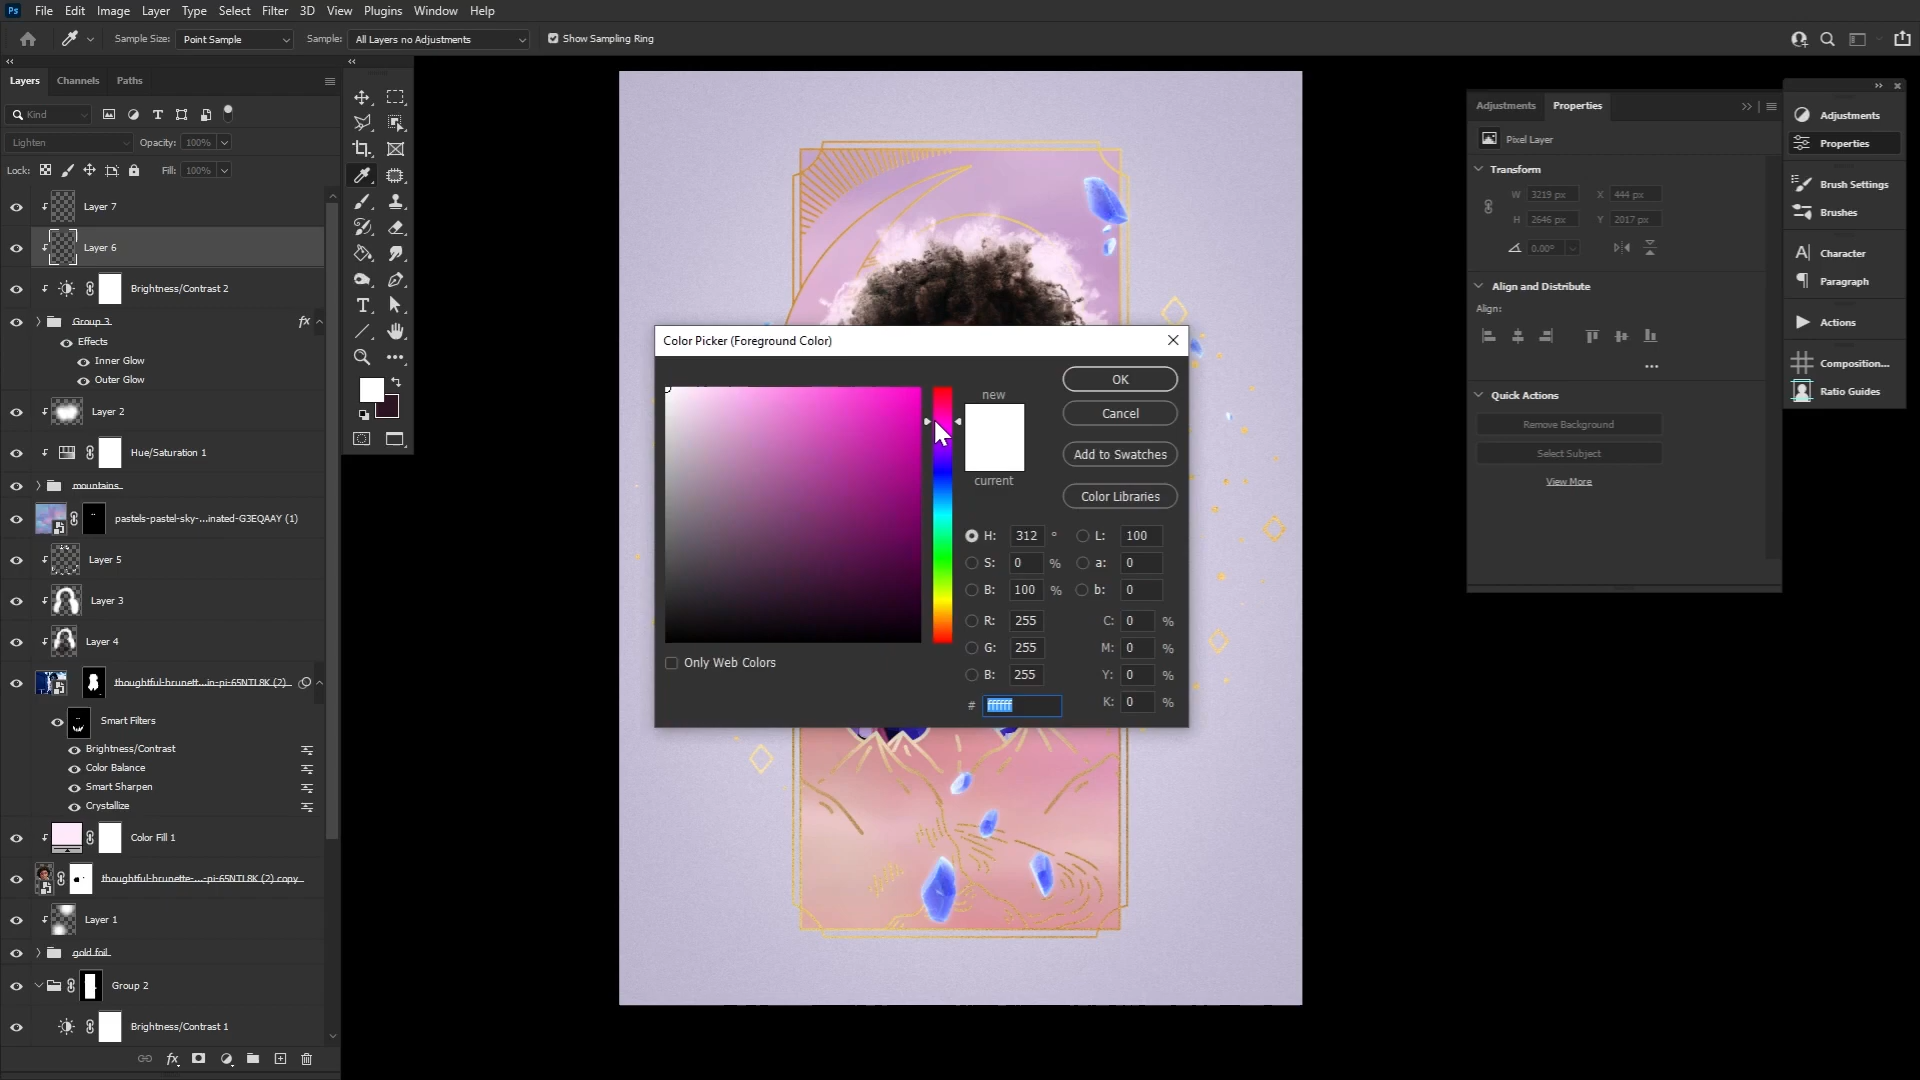 Ps File Edit Image Layer Type Select Filter 3D View Plugins Window Help
Sample Size: Point Sample Sample: All Layers no Adjustments Show Sampling Ring
Layers Channels Paths
Kind
Lighten Opacity: 100%
Lock: Fill: 100%
Layer 7
Layer 6
Brightness/Contrast 2
Group 3 fx
Effects
Inner Glow
Outer Glow
Layer 2
Hue/Saturation 1
mountains
pastels-pastel-sky-...inated-G3EQAAY (1)
Layer 5
Layer 3
Layer 4
thoughtful-brunett...in-pi-65NTL8K (2)
Smart Filters
Brightness/Contrast
Color Balance
Smart Sharpen
Crystallize
Color Fill 1
thoughtful-brunette-...-pi-65NTL8K (2) copy
Layer 1
gold foil
Group 2
Brightness/Contrast 1
fx
Color Picker (Foreground Color)
new
current
OK
Cancel
Add to Swatches
Color Libraries
H: 312 ° L: 100
S: 0 % a: 0
B: 100 % b: 0
R: 255 C: 0 %
G: 255 M: 0 %
B: 255 Y: 0 %
# ffffff K: 0 %
Only Web Colors
Adjustments Properties
Pixel Layer
Transform
W 3219 px X 444 px
H 2646 px Y 2017 px
0.00°
Align and Distribute
Align:
Quick Actions
Remove Background
Select Subject
View More
Adjustments
Properties
Brush Settings
Brushes
Character
Paragraph
Actions
Composition...
Ratio Guides